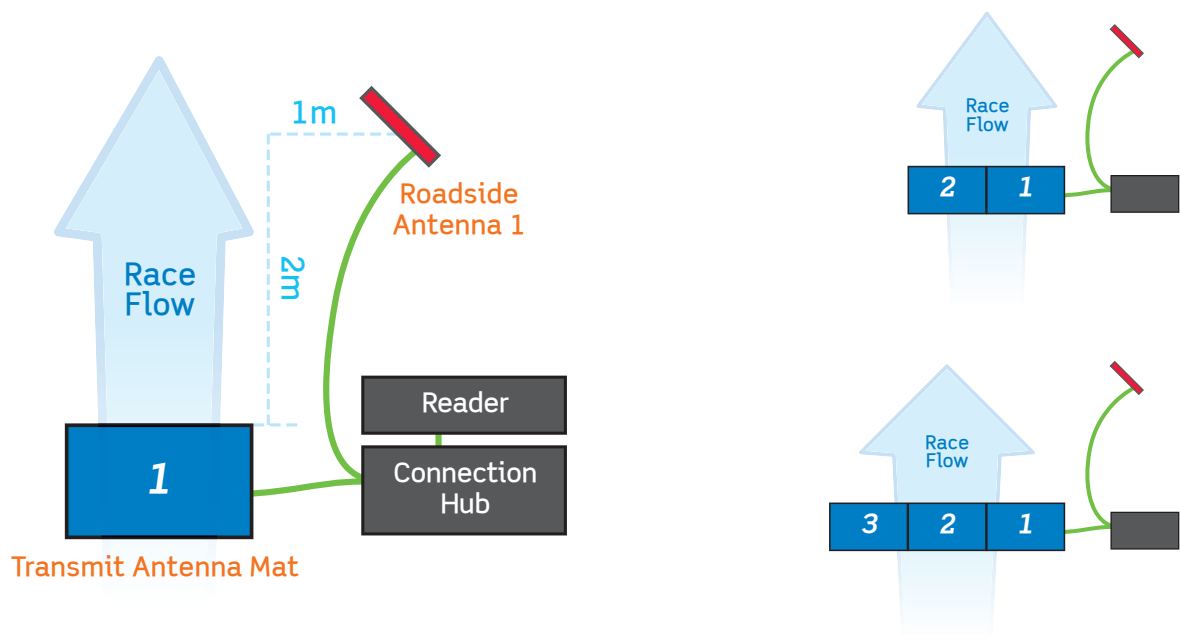 1m
Roadside
Antenna 1
2m
Race
Flow
Reader
Connection
Hub
1
Transmit Antenna Mat
Race
Flow
2 1
Race
Flow
3 2 1